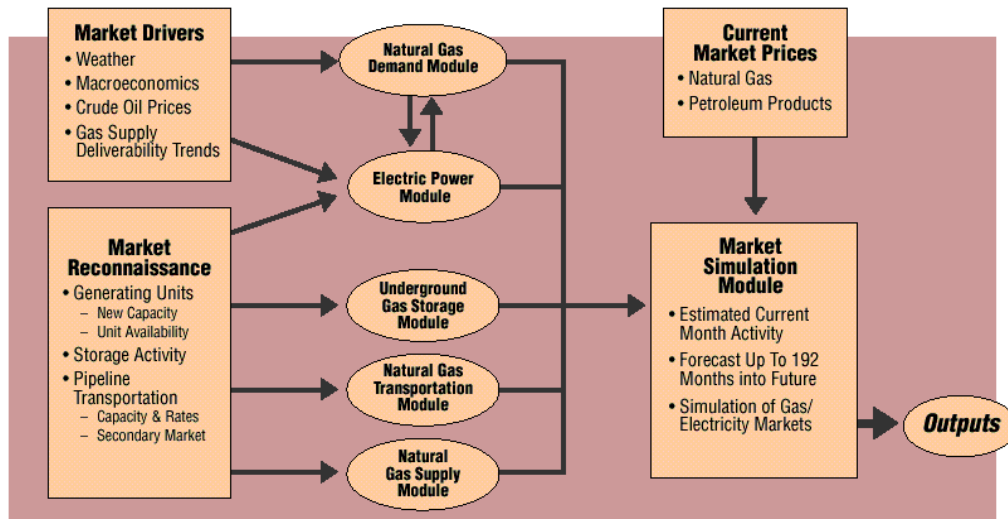 Market Drivers
• Weather
• Macroeconomics
• Crude Oil Prices
• Gas Supply
Deliverability Trends
Market
Reconnaissance
• Generating Units
– New Capacity
– Unit Availability
• Storage Activity
• Pipeline
Transportation
– Capacity & Rates
– Secondary Market
Natural Gas
Demand Module
Electric Power
Module
Underground
Gas Storage
Module
Natural Gas
Transportation
Module
Natural
Gas Supply
Module
Current
Market Prices
• Natural Gas
• Petroleum Products
Market
Simulation
Module
• Estimated Current
Month Activity
• Forecast Up To 192
Months into Future
• Simulation of Gas/
Electricity Markets
Outputs